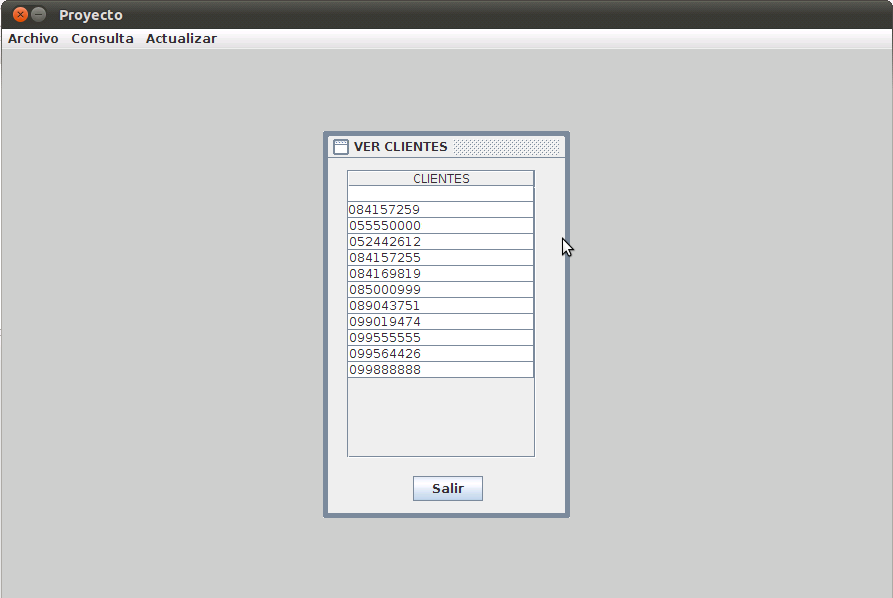 Proyecto
Archivo Consulta Actualizar
VER CLIENTES
CLIENTES
084157259
055550000
052442612
084157255
084169819
085000999
089043751
099019474
099555555
099564426
099888888
Salir